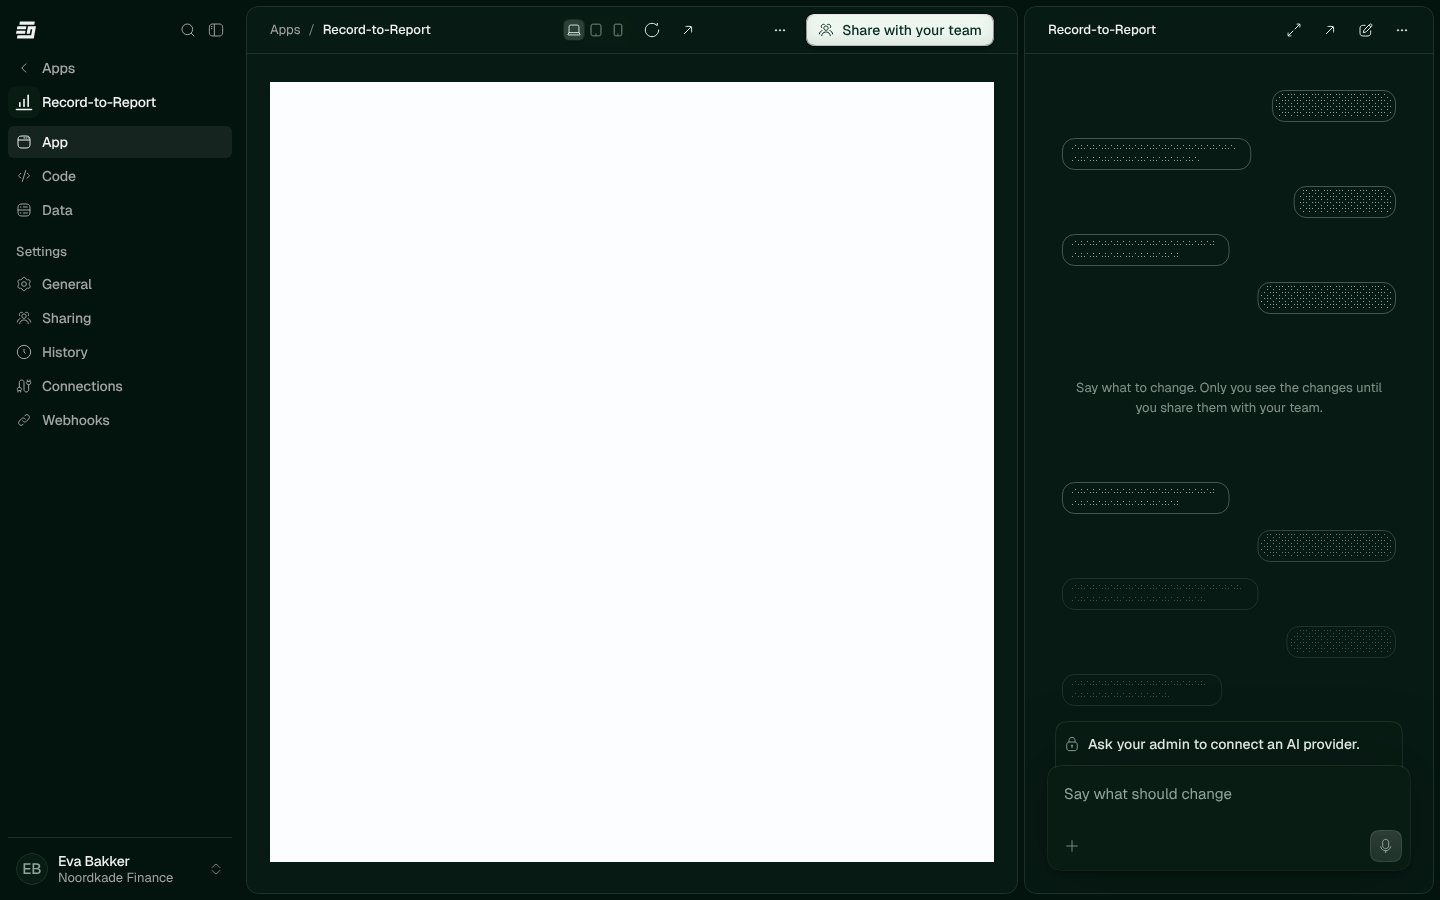 Apps
Record-to-Report
App
Code
Data
Settings
General
Sharing
History
Connections
Webhooks
EB
Eva Bakker
Noordkade Finance
Apps / Record-to-Report
Share with your team
Record-to-Report
Say what to change. Only you see the changes until
you share them with your team.
Ask your admin to connect an AI provider.
Say what should change